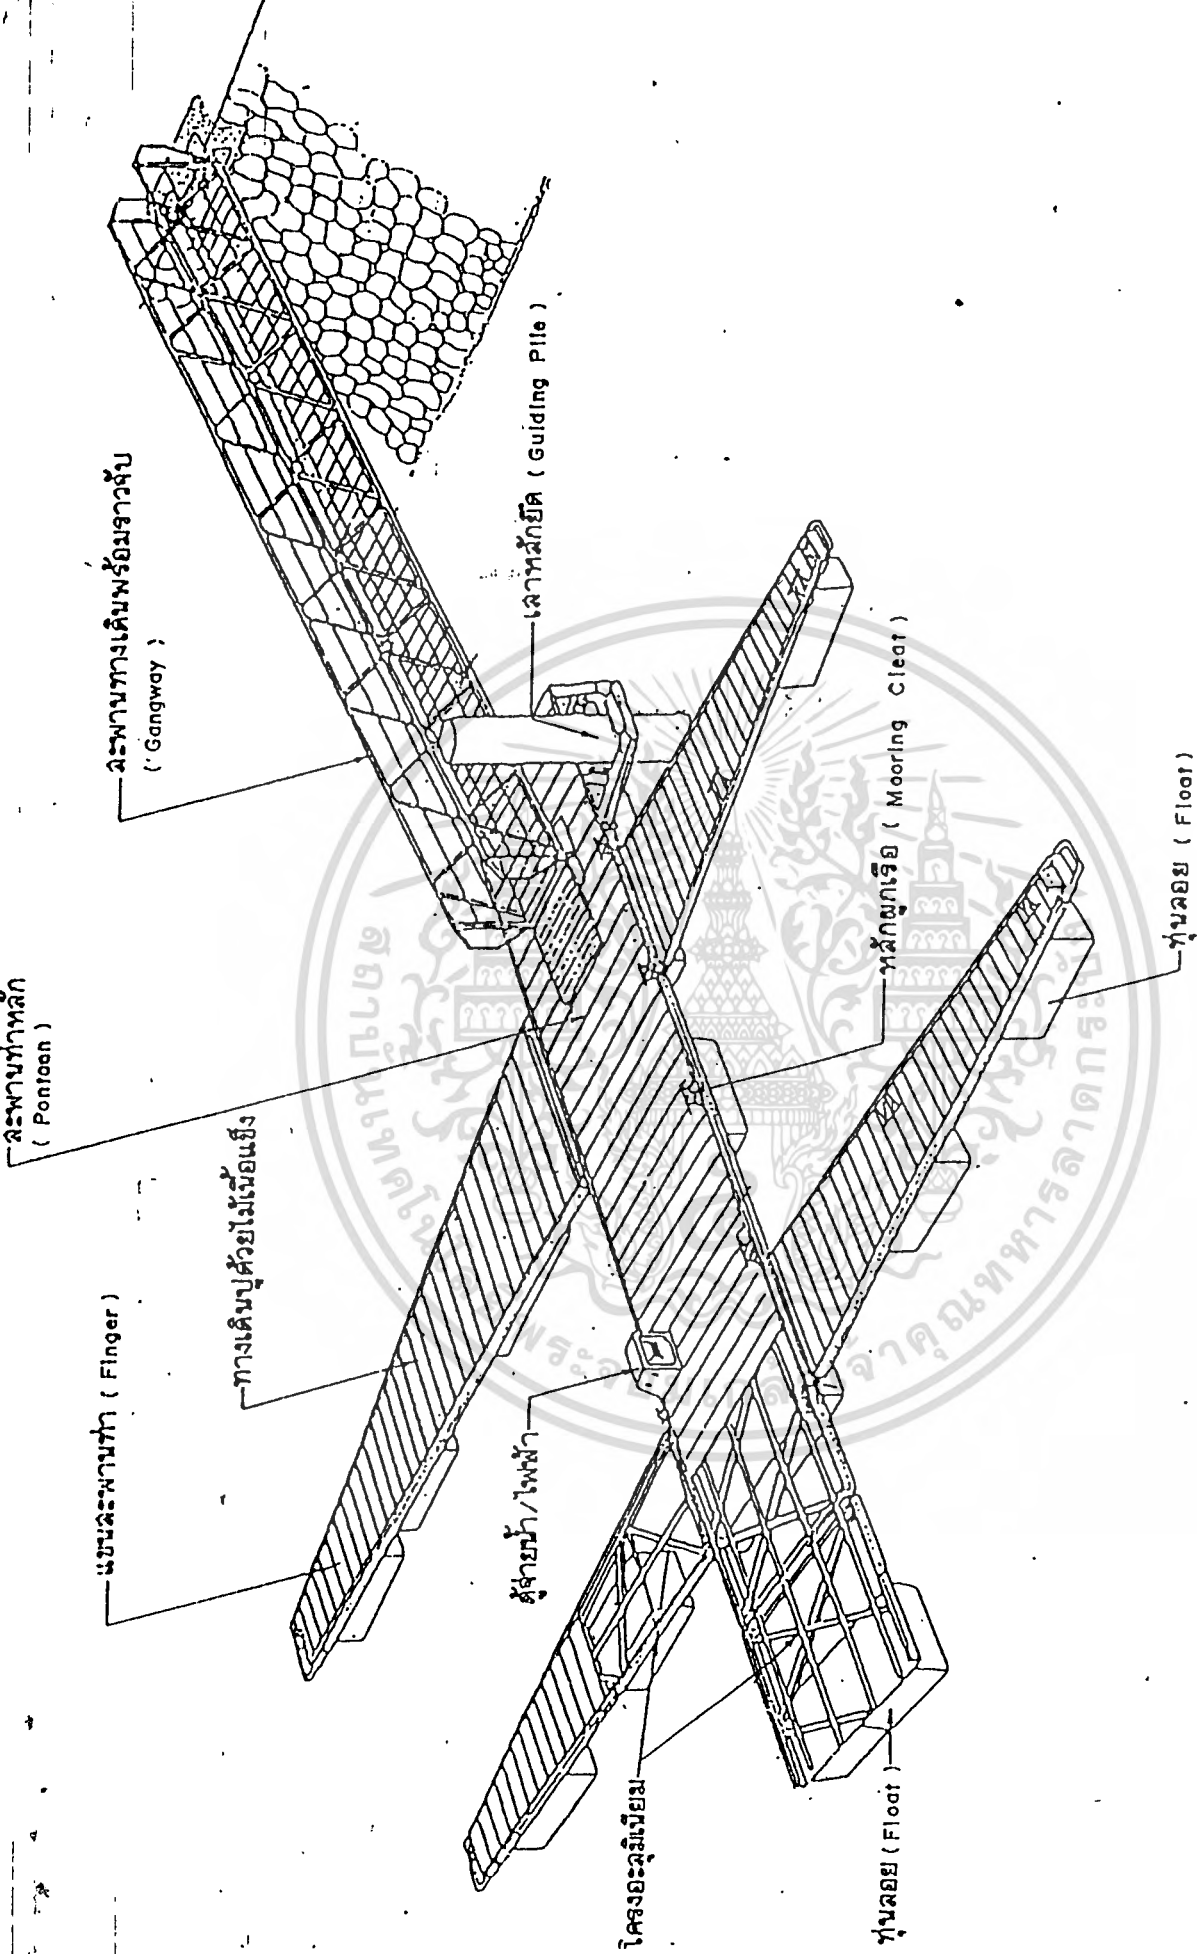 สะพานท่าหลัก
( Pontoon )
สะพานทางเดินพร้อมราวจับ
( Gangway )
แขนสะพานท่า ( Finger )
ทางเดินปูด้วยไม้เนื้อแข็ง
เสาหลักยึด ( Guiding Pile )
ตู้จ่ายน้ำ/ไฟฟ้า
หลักผูกเรือ ( Mooring Cleat )
โครงอะลูมิเนียม
ทุ่นลอย ( Float )
ทุ่นลอย ( Float )